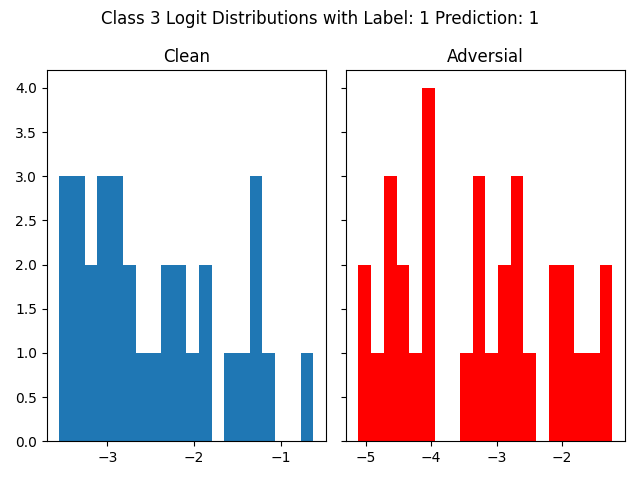 Class 3 Logit Distributions with Label: 1 Prediction: 1
Clean
Adversial
4.0
3.5
3.0
2.5
2.0
1.5
1.0
0.5
0.0
−3 −2 −1
−5 −4 −3 −2